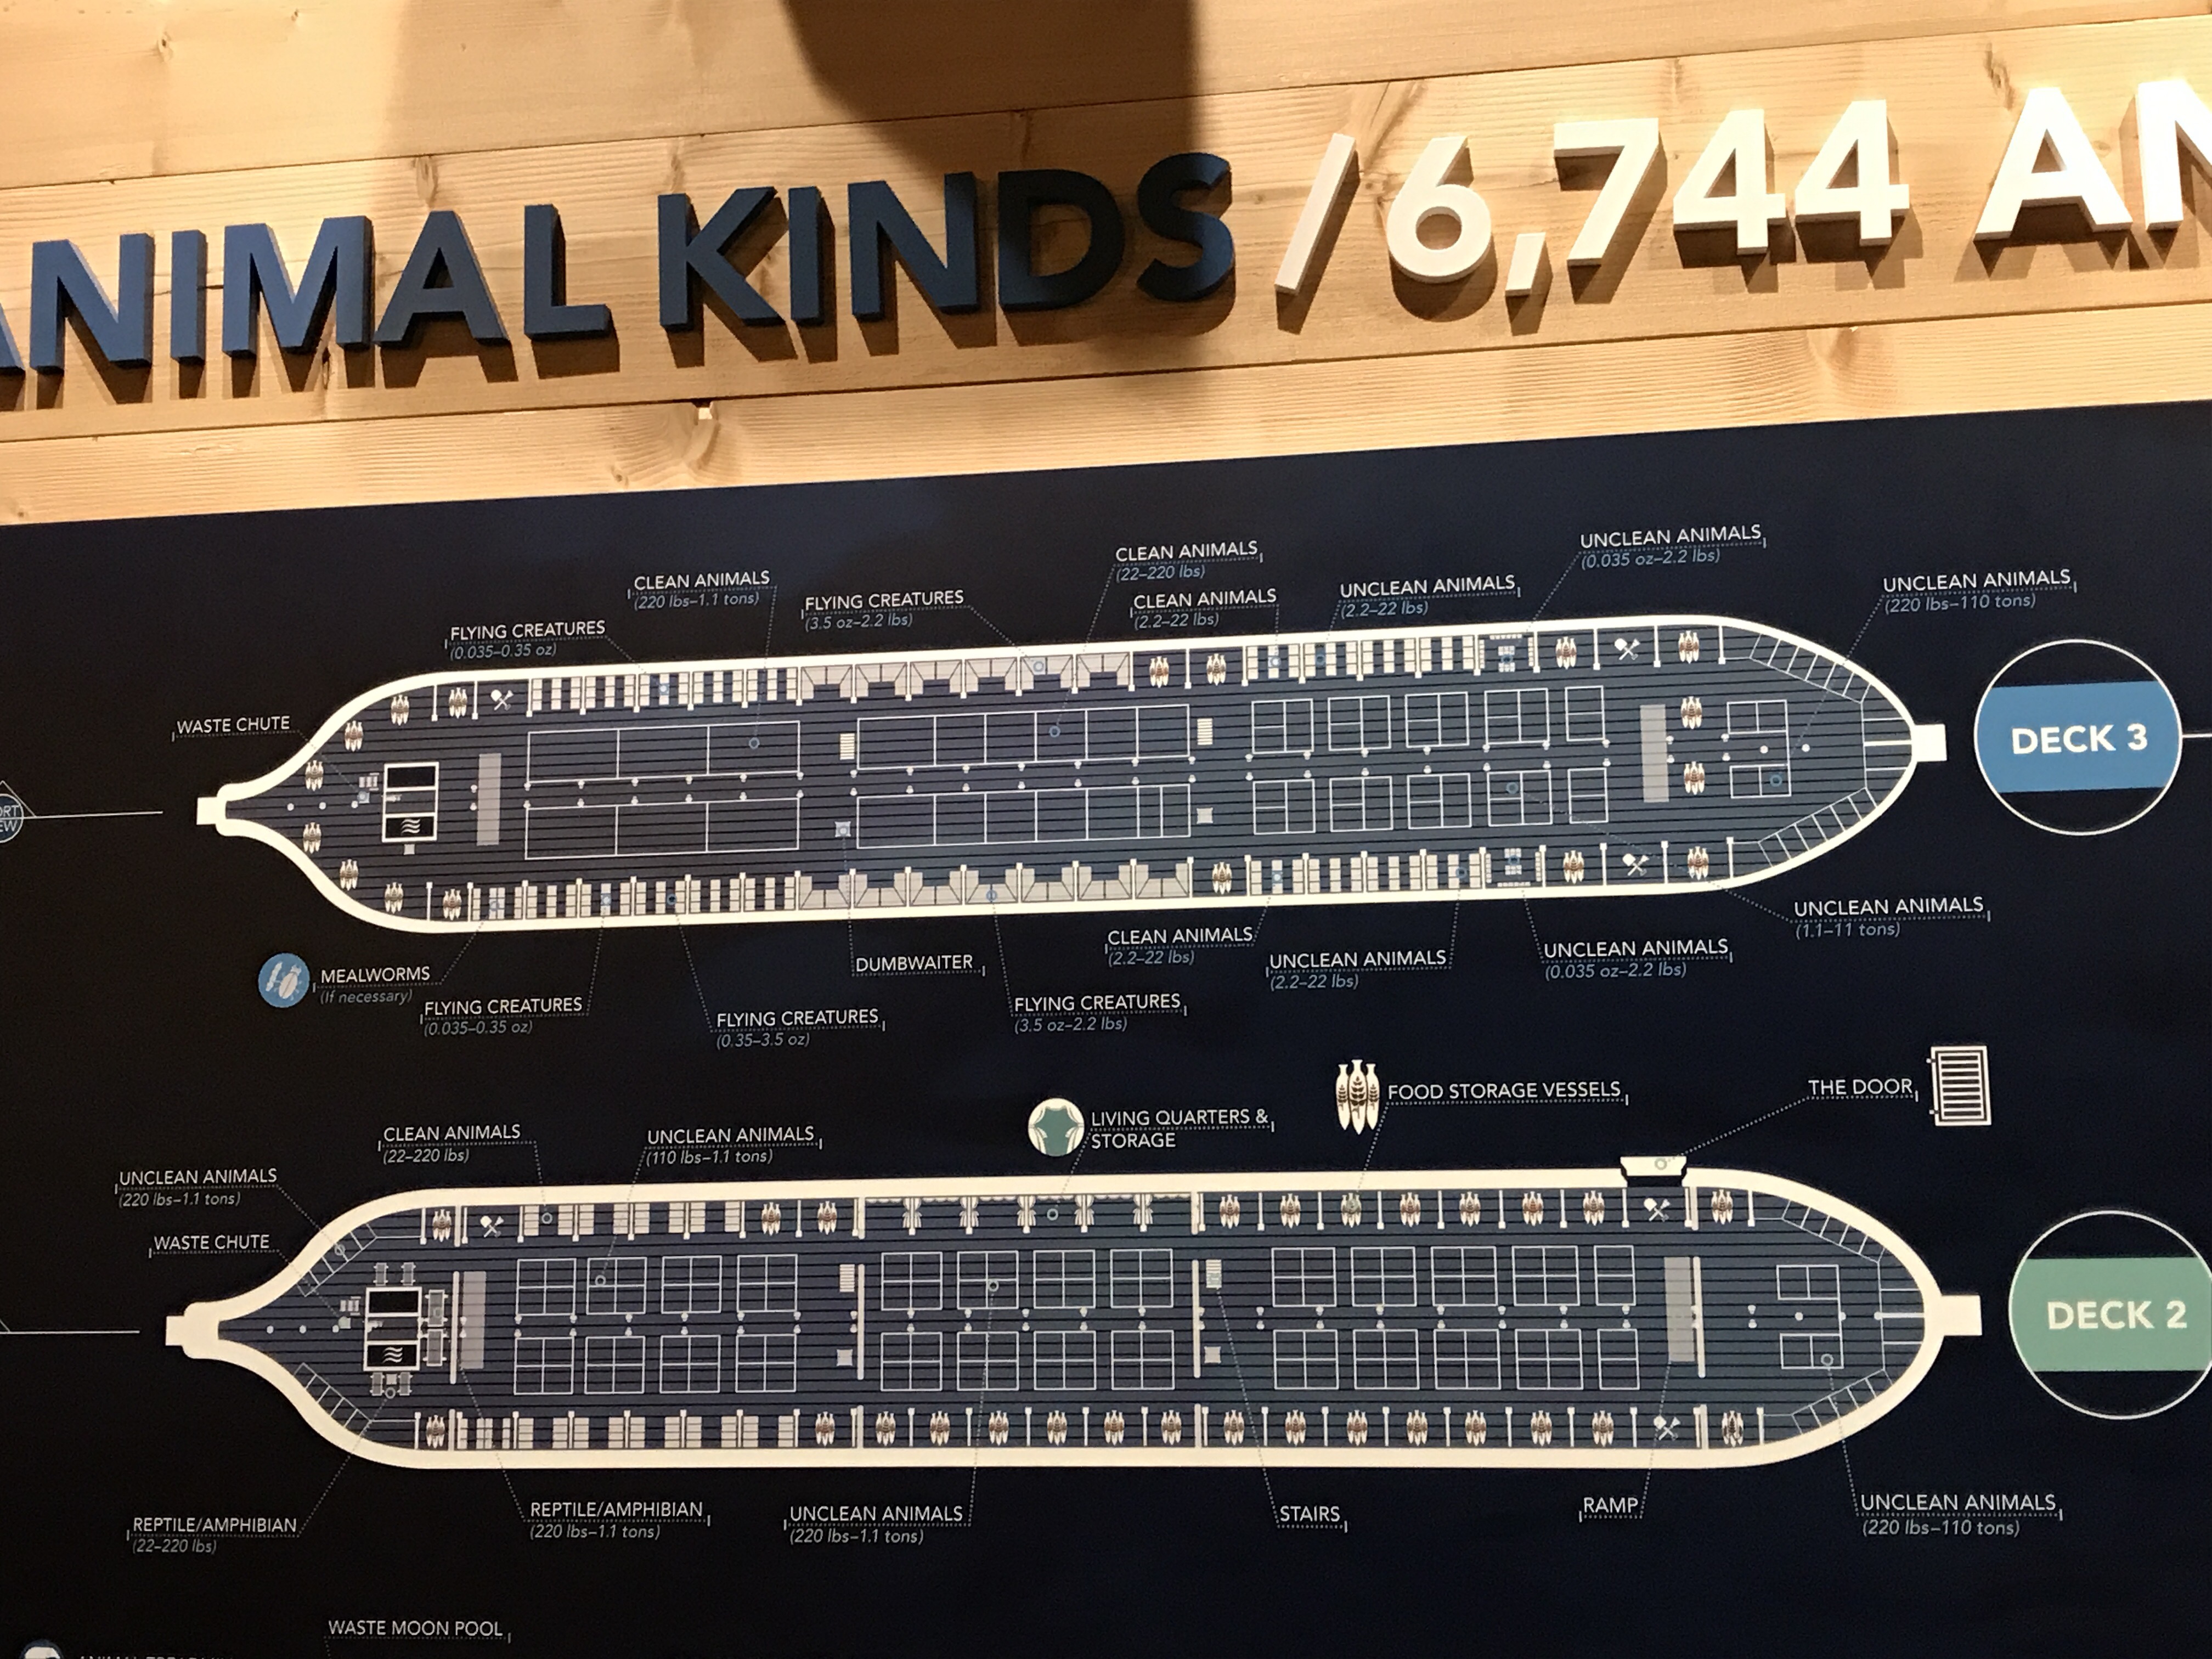 ANIMAL KINDS / 6,744 AN
UNCLEAN ANIMALS
(0.035 oz–2.2 lbs)
CLEAN ANIMALS
(22–220 lbs)
CLEAN ANIMALS
(220 lbs–1.1 tons)
FLYING CREATURES
(3.5 oz–2.2 lbs)
CLEAN ANIMALS
(2.2–22 lbs)
UNCLEAN ANIMALS
(2.2–22 lbs)
UNCLEAN ANIMALS
(220 lbs–110 tons)
FLYING CREATURES
(0.035–0.35 oz)
WASTE CHUTE
DECK 3
UNCLEAN ANIMALS
(1.1–11 tons)
CLEAN ANIMALS
(2.2–22 lbs)
UNCLEAN ANIMALS
(2.2–22 lbs)
UNCLEAN ANIMALS
(0.035 oz–2.2 lbs)
DUMBWAITER
MEALWORMS
(If necessary)
FLYING CREATURES
(0.035–0.35 oz)
FLYING CREATURES
(0.35–3.5 oz)
FLYING CREATURES
(3.5 oz–2.2 lbs)
FOOD STORAGE VESSELS
THE DOOR
LIVING QUARTERS &
STORAGE
CLEAN ANIMALS
(22–220 lbs)
UNCLEAN ANIMALS
(110 lbs–1.1 tons)
UNCLEAN ANIMALS
(220 lbs–1.1 tons)
WASTE CHUTE
DECK 2
REPTILE/AMPHIBIAN
(22–220 lbs)
REPTILE/AMPHIBIAN
(220 lbs–1.1 tons)
UNCLEAN ANIMALS
(220 lbs–1.1 tons)
STAIRS
RAMP
UNCLEAN ANIMALS
(220 lbs–110 tons)
WASTE MOON POOL